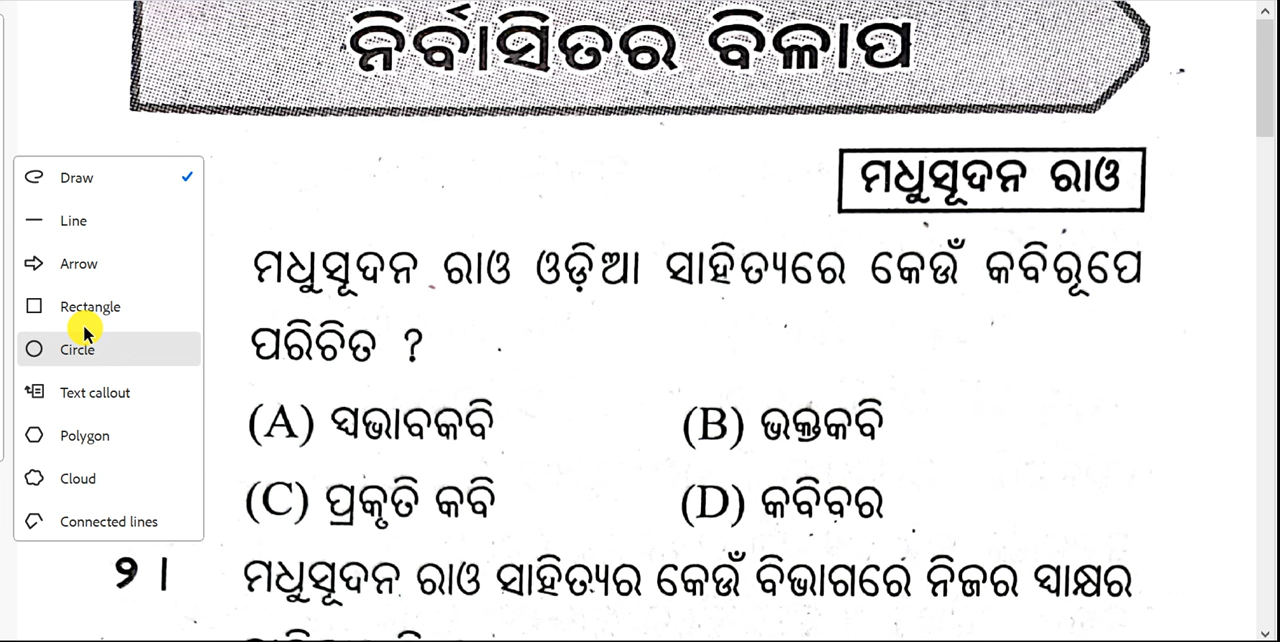 ନିର୍ବାସିତର ବିଳାପ
ମଧୁସୂଦନ ରାଓ
ମଧୁସୂଦନ ରାଓ ଓଡ଼ିଆ ସାହିତ୍ୟରେ କେଉଁ କବିରୂପେ
ପରିଚିତ ?
(A) ସ୍ୱଭାବକବି (B) ଭକ୍ତକବି
(C) ପ୍ରକୃତି କବି (D) କବିବର
୨ । ମଧୁସୂଦନ ରାଓ ସାହିତ୍ୟର କେଉଁ ବିଭାଗରେ ନିଜର ସ୍ୱାକ୍ଷର
Draw
Line
Arrow
Rectangle
Circle
Text callout
Polygon
Cloud
Connected lines